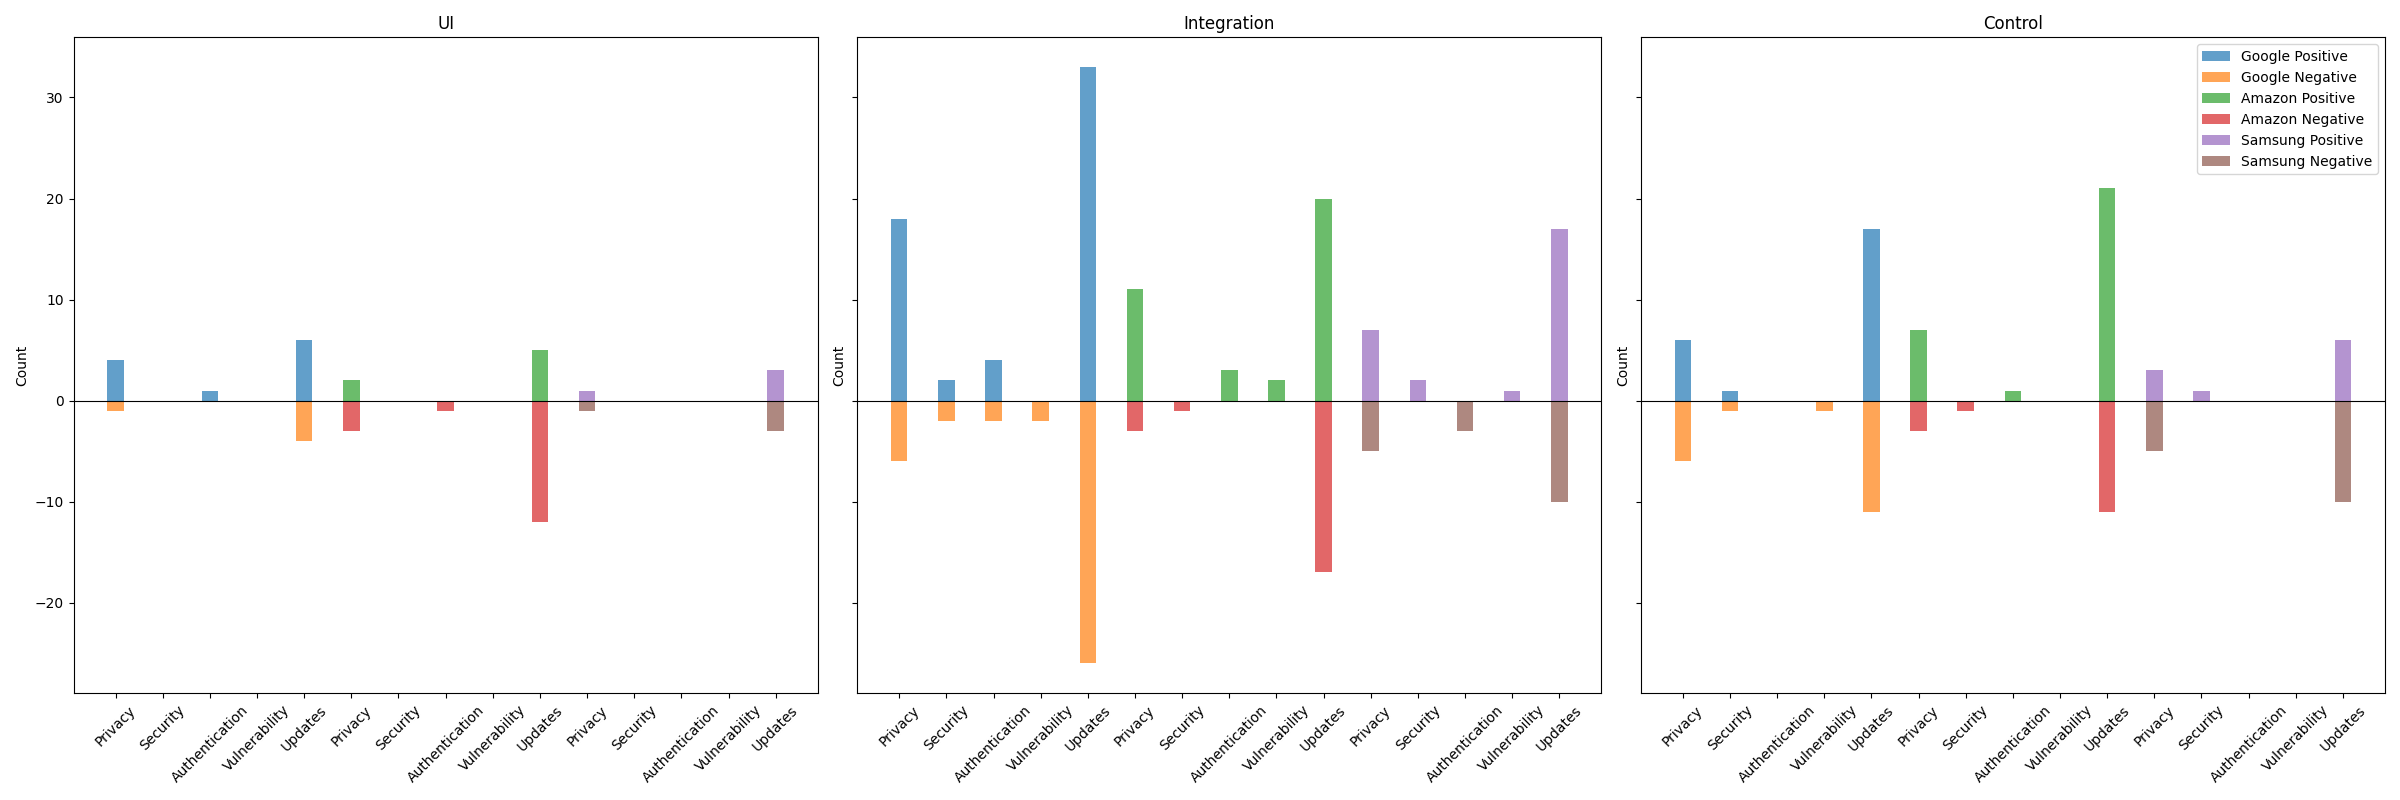 UI
Integration
Control
Google Positive
Google Negative
Amazon Positive
Amazon Negative
Samsung Positive
Samsung Negative
30
20
10
0
−10
−20
Count
Count
Count
Privacy
Security
Authentication
Vulnerability
Updates
Privacy
Security
Authentication
Vulnerability
Updates
Privacy
Security
Authentication
Vulnerability
Updates
Privacy
Security
Authentication
Vulnerability
Updates
Privacy
Security
Authentication
Vulnerability
Updates
Privacy
Security
Authentication
Vulnerability
Updates
Privacy
Security
Authentication
Vulnerability
Updates
Privacy
Security
Authentication
Vulnerability
Updates
Privacy
Security
Authentication
Vulnerability
Updates